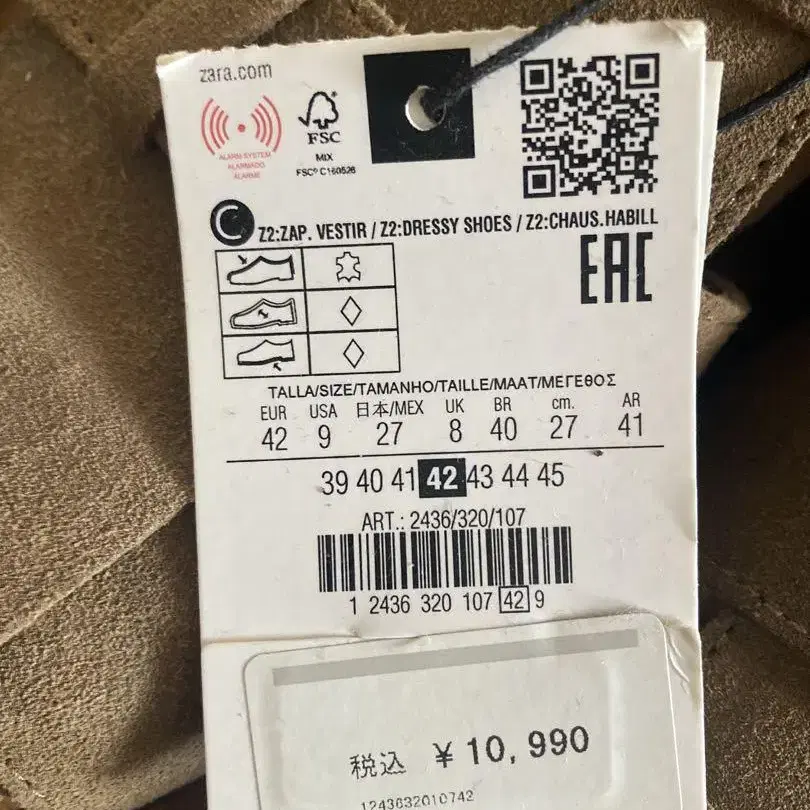 zara.com
ALARM SYSTEM
ALARMADO
ALARME
FSC
MIX
FSC® C160526
C
Z2:ZAP. VESTIR / Z2:DRESSY SHOES / Z2:CHAUS.HABILL
EAC
TALLA/SIZE/TAMANHO/TAILLE/MAAT/ΜΕΓΕΘΟΣ
EUR USA 日本/MEX UK BR cm. AR
42 9 27 8 40 27 41
39 40 41 42 43 44 45
ART.: 2436/320/107
1 2436 320 107 42 9
税込 ¥10,990
1243632010742